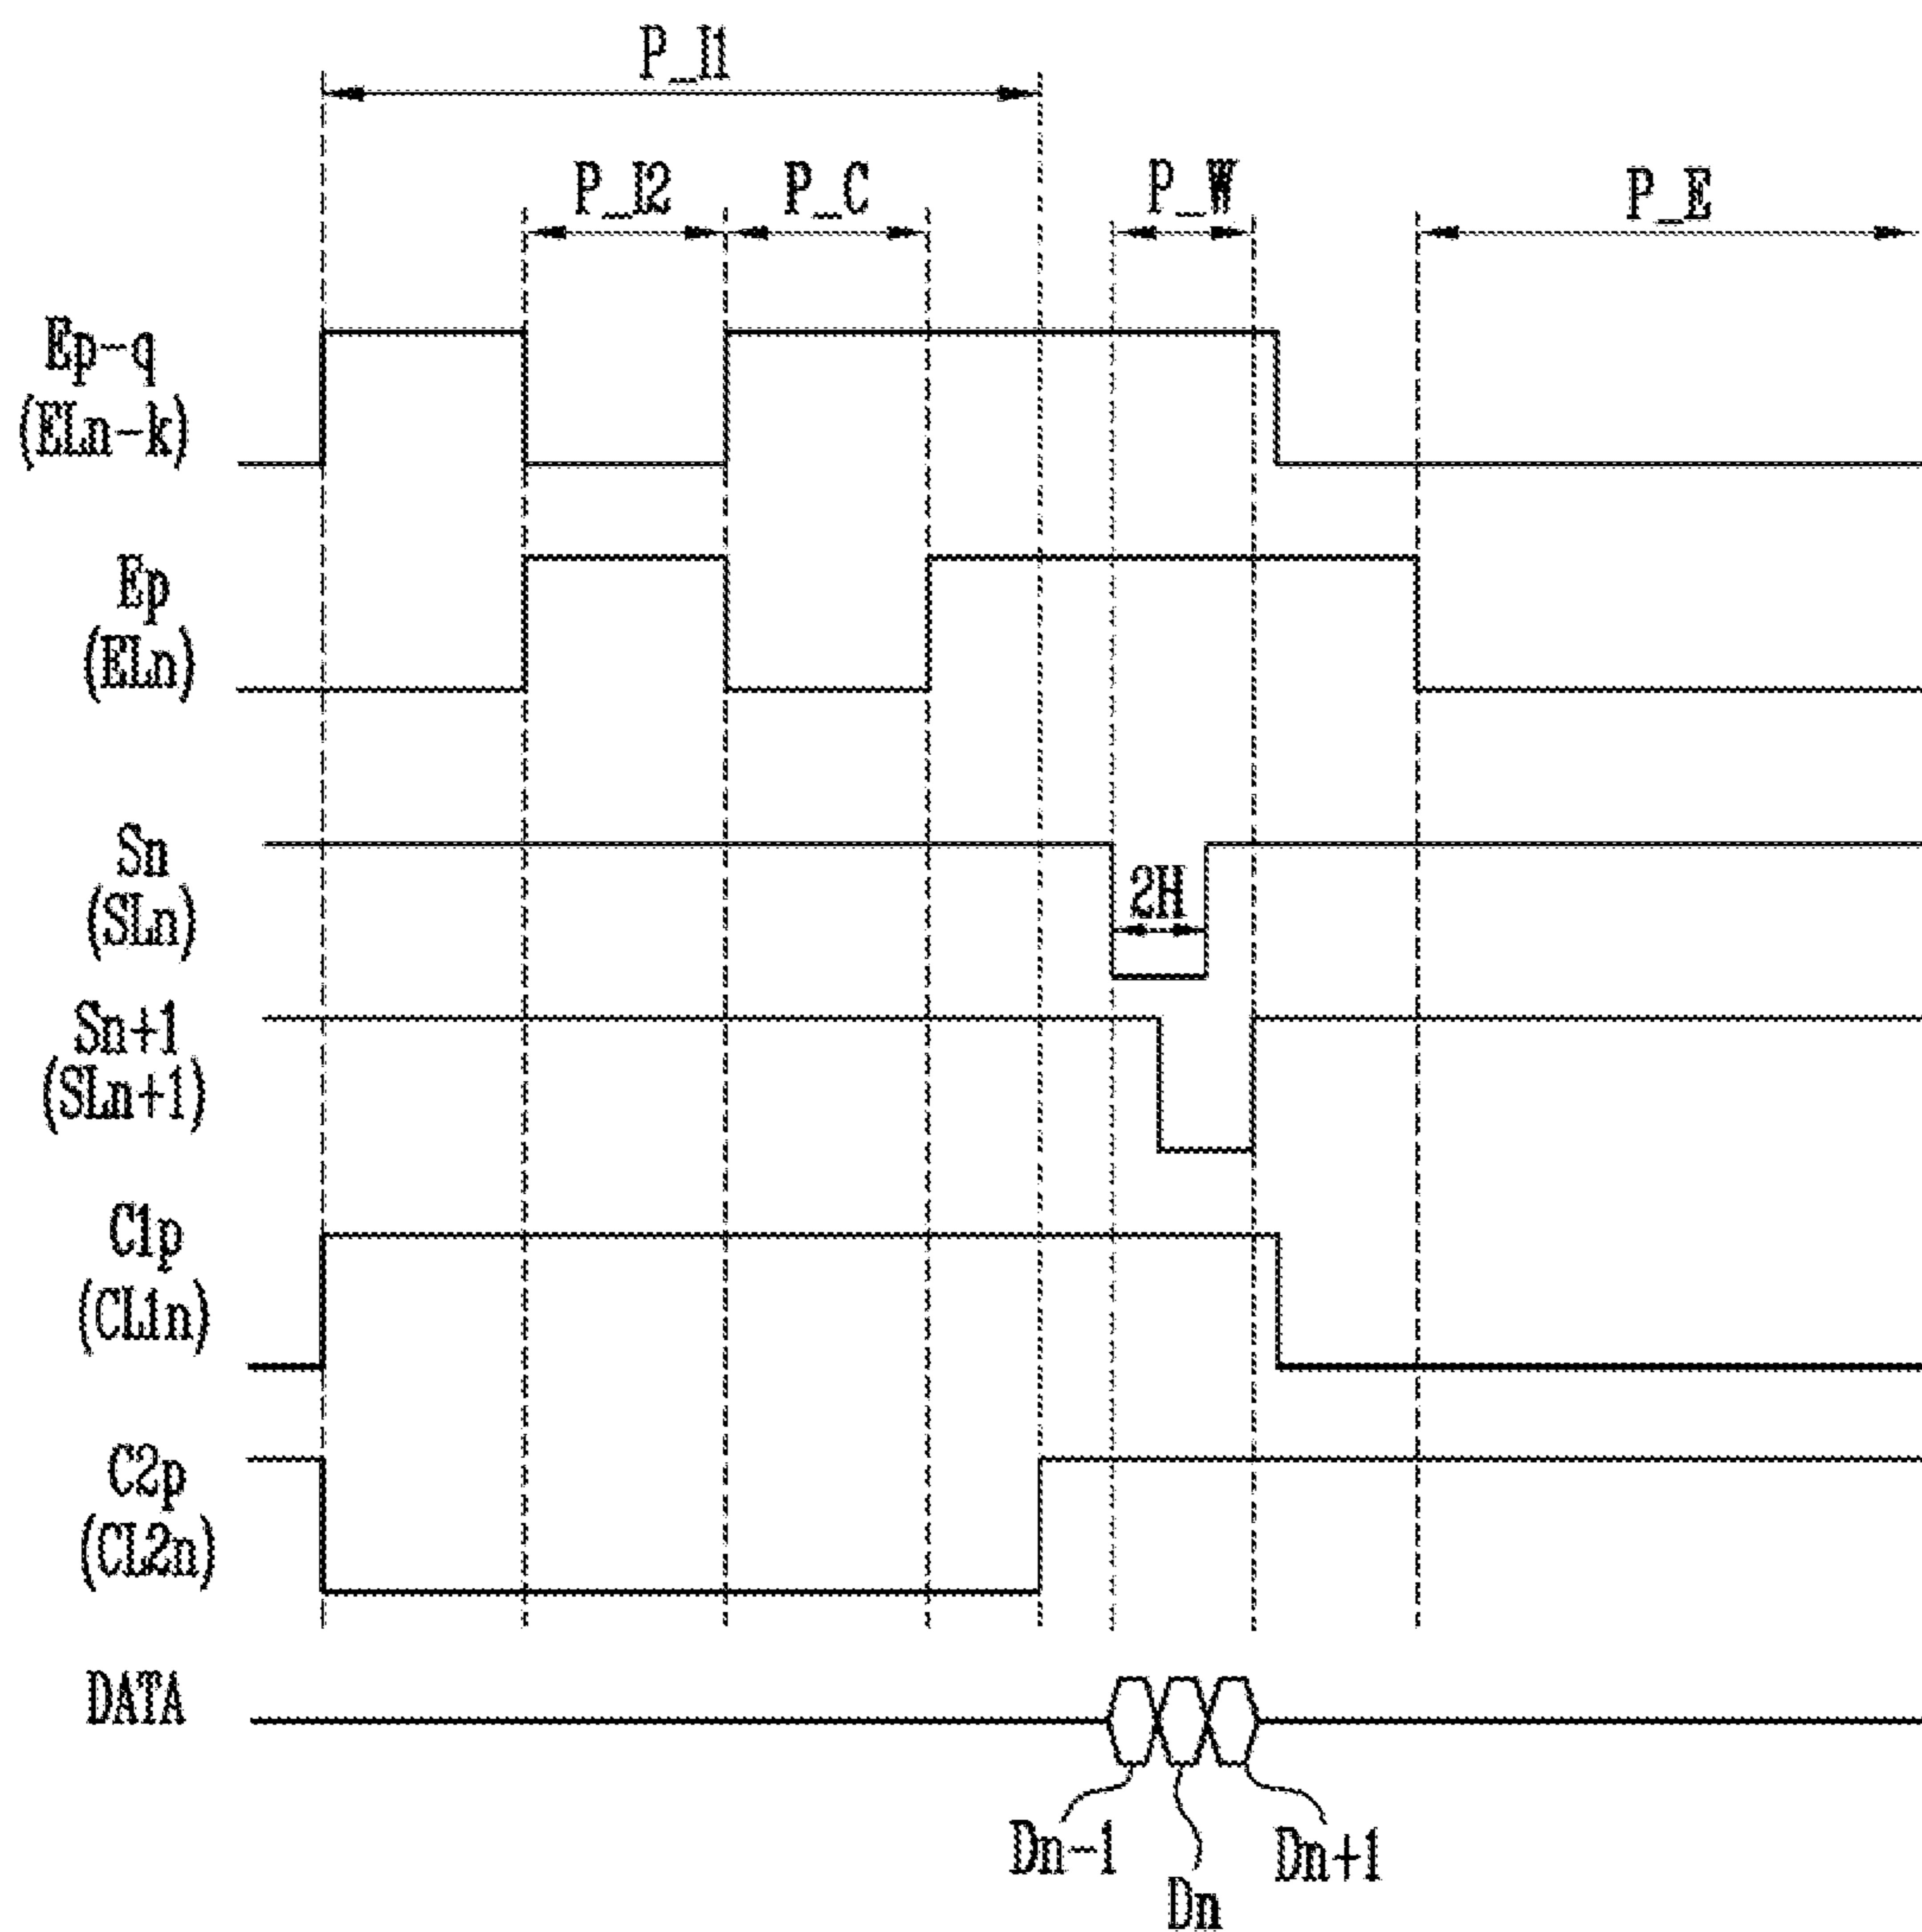 P_I1
P_I2 P_C P_W P_E
Ep-q
(ELn-k)
Ep
(ELn)
Sn
(SLn)
2H
Sn+1
(SLn+1)
C1p
(CL1n)
C2p
(CL2n)
DATA
Dn-1
Dn
Dn+1